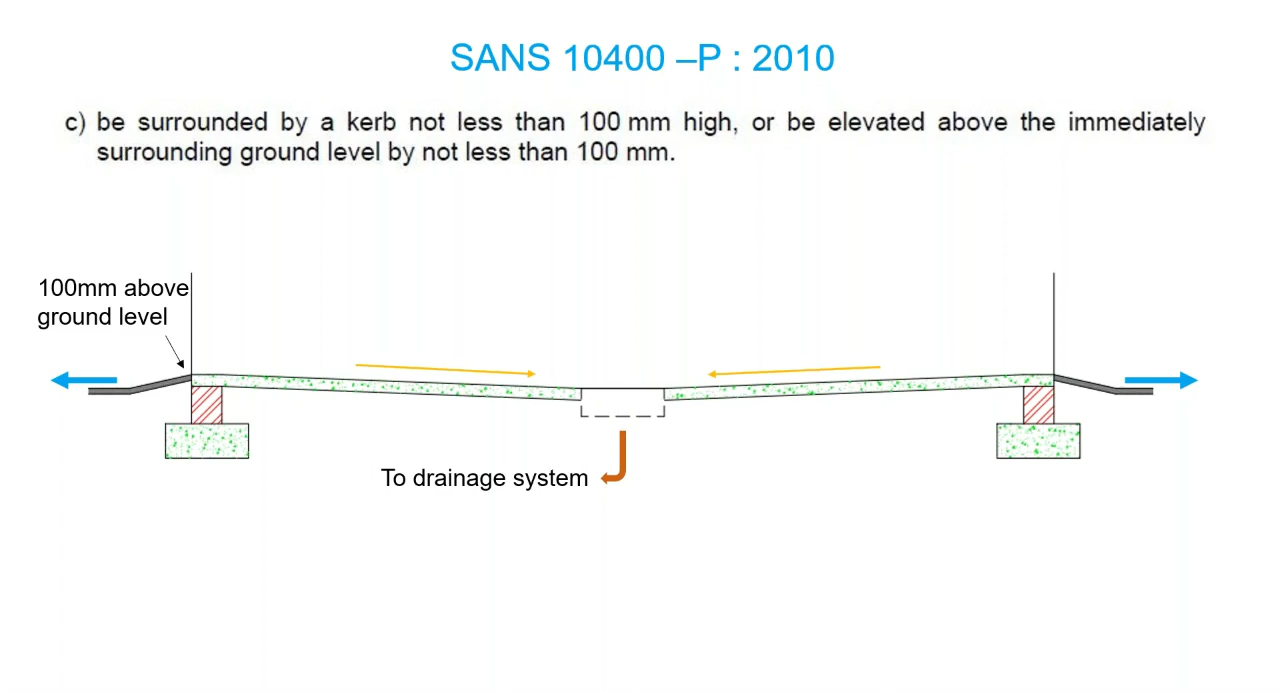 SANS 10400 –P : 2010
c) be surrounded by a kerb not less than 100 mm high, or be elevated above the immediately
surrounding ground level by not less than 100 mm.
100mm above
ground level
To drainage system